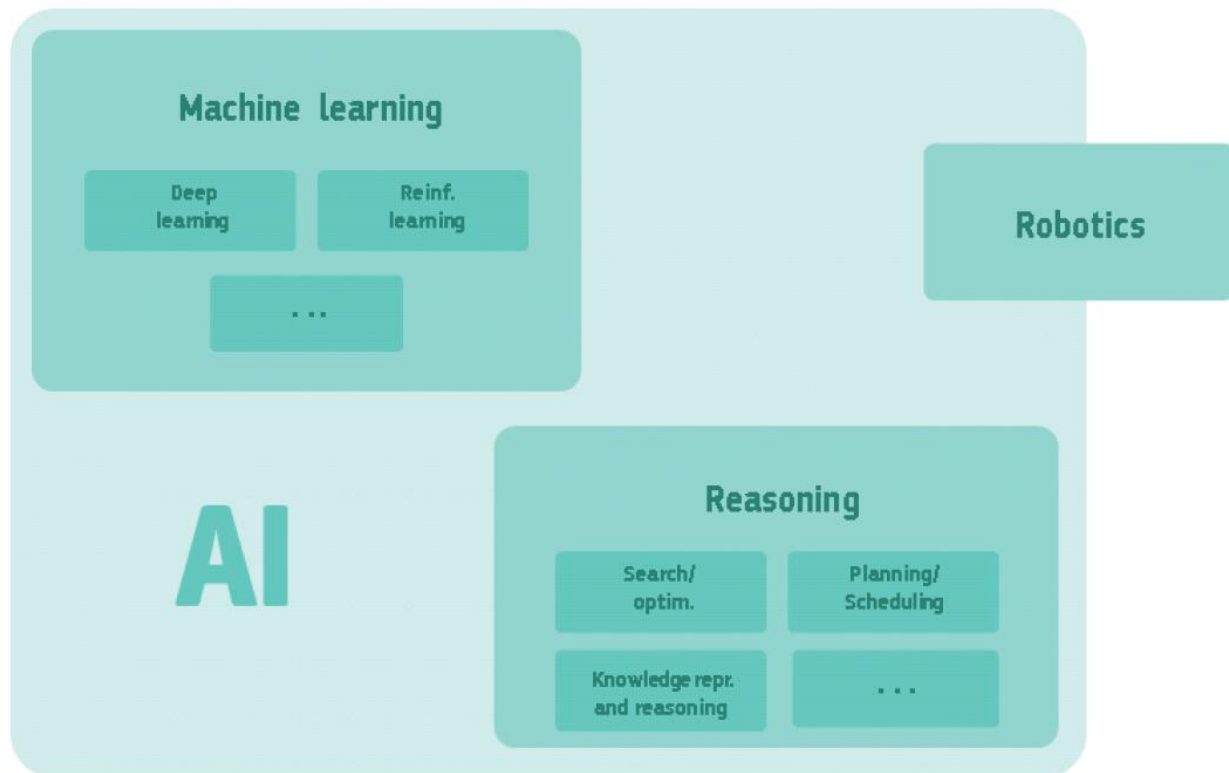 Machine learning
Deep
learning
Reinf.
learning
...
Robotics
AI
Reasoning
Search/
optim.
Planning/
Scheduling
Knowledge repr.
and reasoning
...